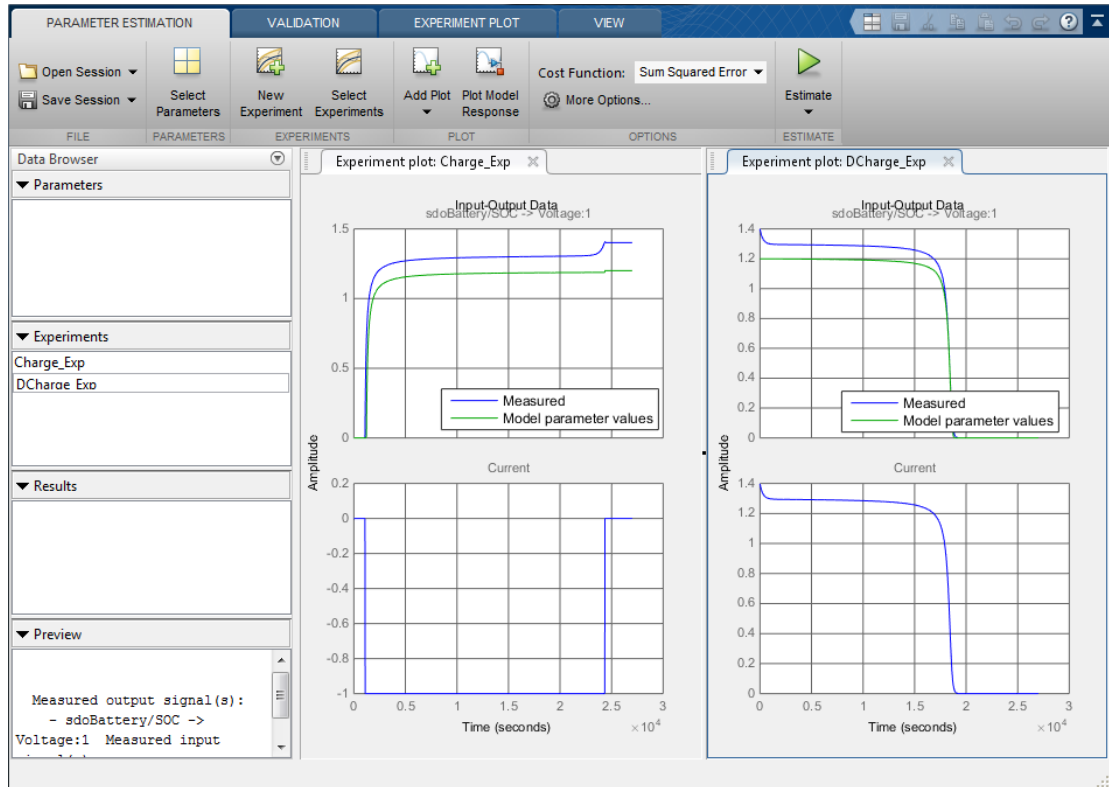 PARAMETER ESTIMATION VALIDATION EXPERIMENT PLOT VIEW
Open Session
Save Session
Select
Parameters
New
Experiment
Select
Experiments
Add Plot
Plot Model
Response
Cost Function: Sum Squared Error
More Options...
Estimate
FILE PARAMETERS EXPERIMENTS PLOT OPTIONS ESTIMATE
Data Browser
Parameters
Experiments
Charge_Exp
DCharge_Exp
Results
Preview
Measured output signal(s):
- sdoBattery/SOC ->
Voltage:1 Measured input
Experiment plot: Charge_Exp
Input-Output Data
sdoBattery/SOC -> Voltage:1
1.5
1
0.5
0
Measured
Model parameter values
Amplitude
Current
0.2
0
-0.2
-0.4
-0.6
-0.8
-1
0 0.5 1 1.5 2 2.5 3
Time (seconds) ×10^4
Experiment plot: DCharge_Exp
Input-Output Data
sdoBattery/SOC -> Voltage:1
1.4
1.2
1
0.8
0.6
0.4
0.2
0
Measured
Model parameter values
Amplitude
Current
1.4
1.2
1
0.8
0.6
0.4
0.2
0
0 0.5 1 1.5 2 2.5 3
Time (seconds) ×10^4